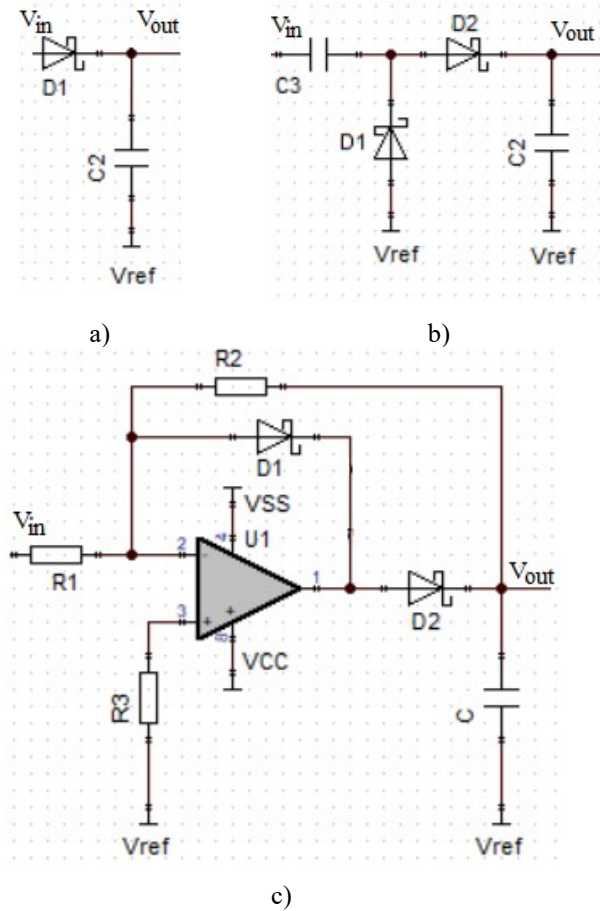 Vin Vout
D1
C2
Vref
a)
Vin D2 Vout
C3
D1
C2
Vref Vref
b)
R2
D1
VSS
Vin 4 U1
2 -
R1
1 Vout
D2
3 +
+
8
VCC
R3 C
Vref Vref
c)